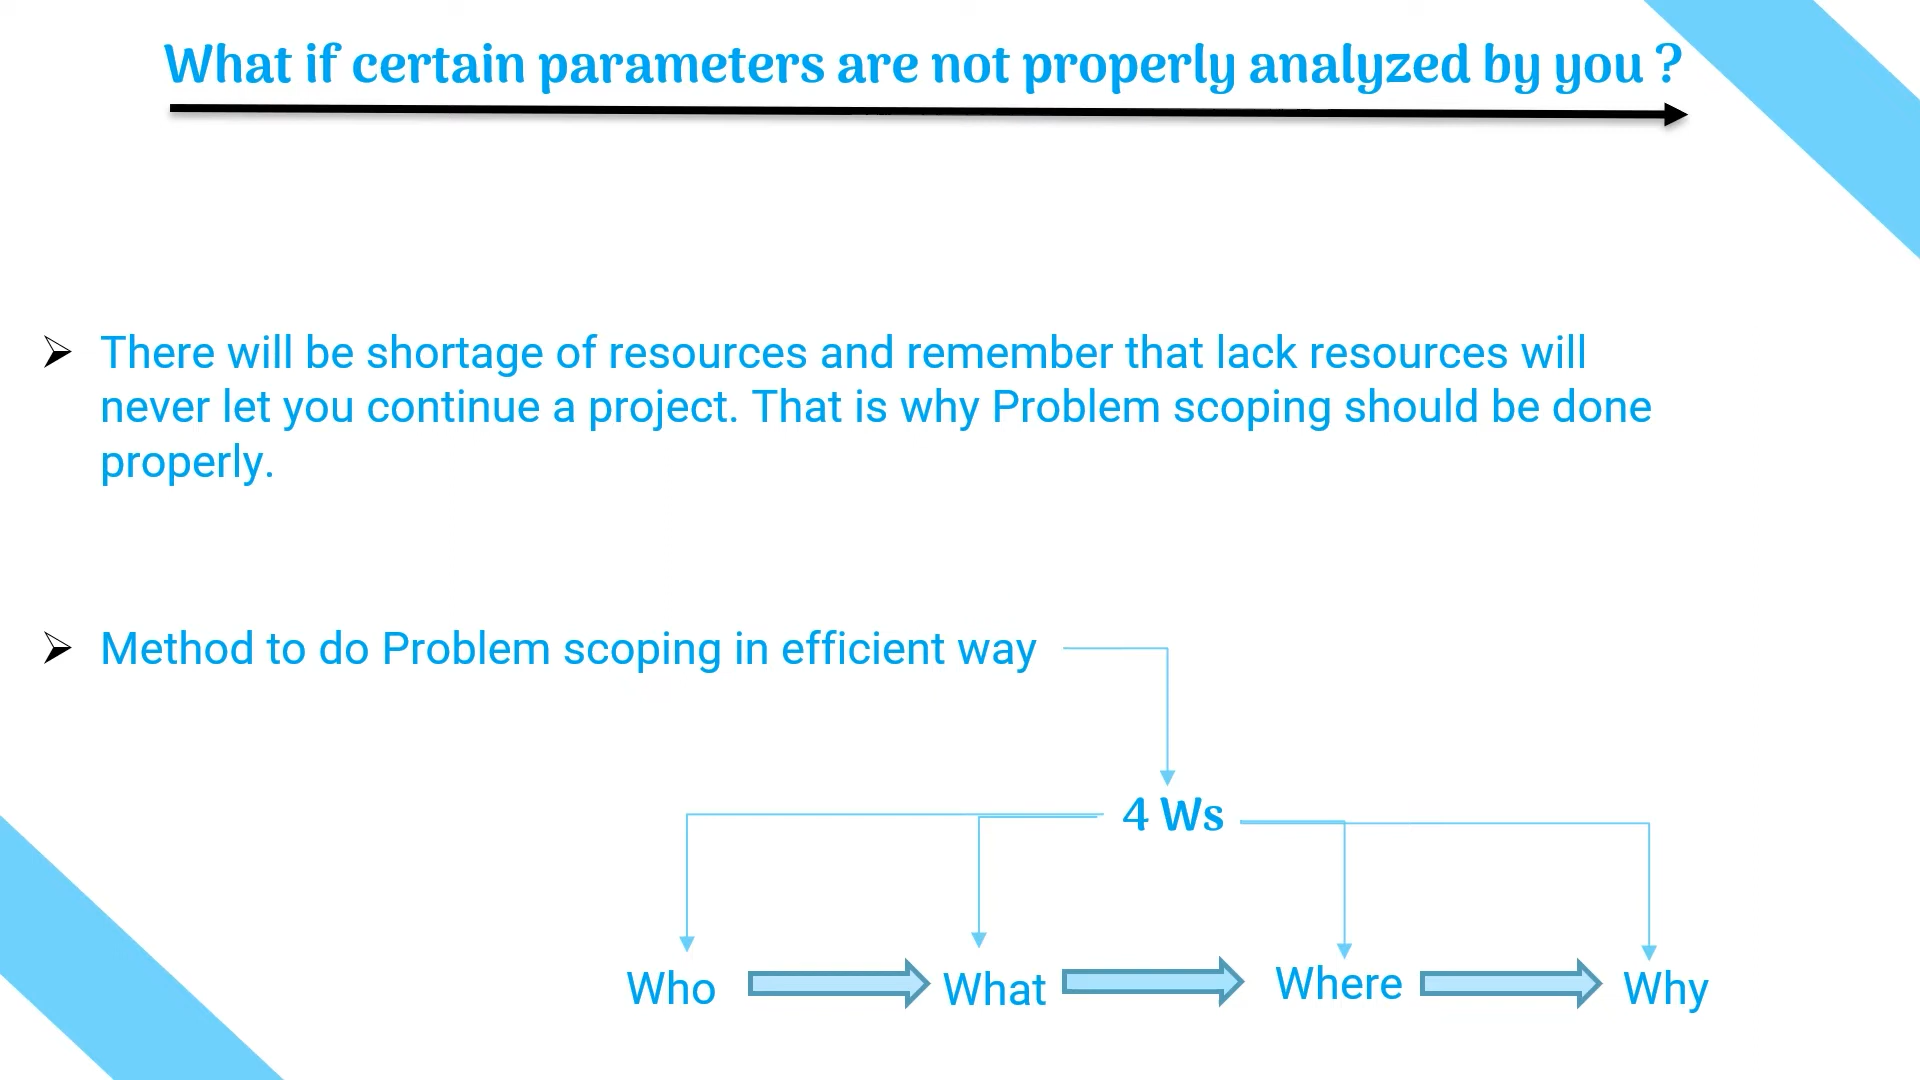 What if certain parameters are not properly analyzed by you ?
There will be shortage of resources and remember that lack resources will
never let you continue a project. That is why Problem scoping should be done
properly.
Method to do Problem scoping in efficient way
4 Ws
Who What Where Why